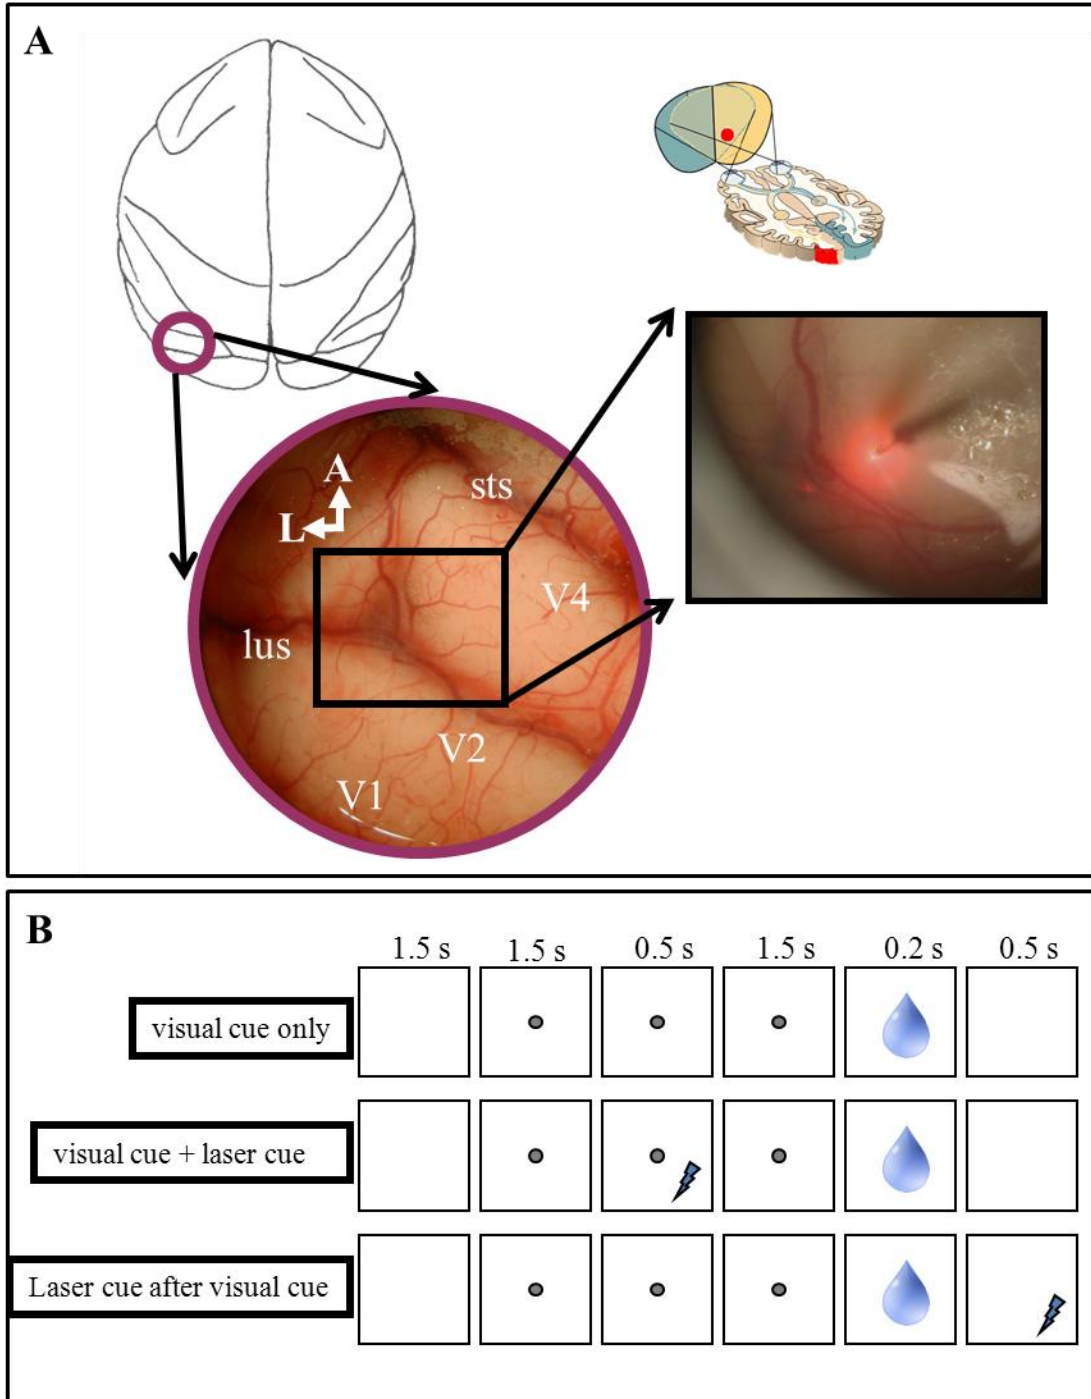 A
A
L
sts
V4
lus
V2
V1
B
1.5 s 1.5 s 0.5 s 1.5 s 0.2 s 0.5 s
visual cue only
visual cue + laser cue
Laser cue after visual cue